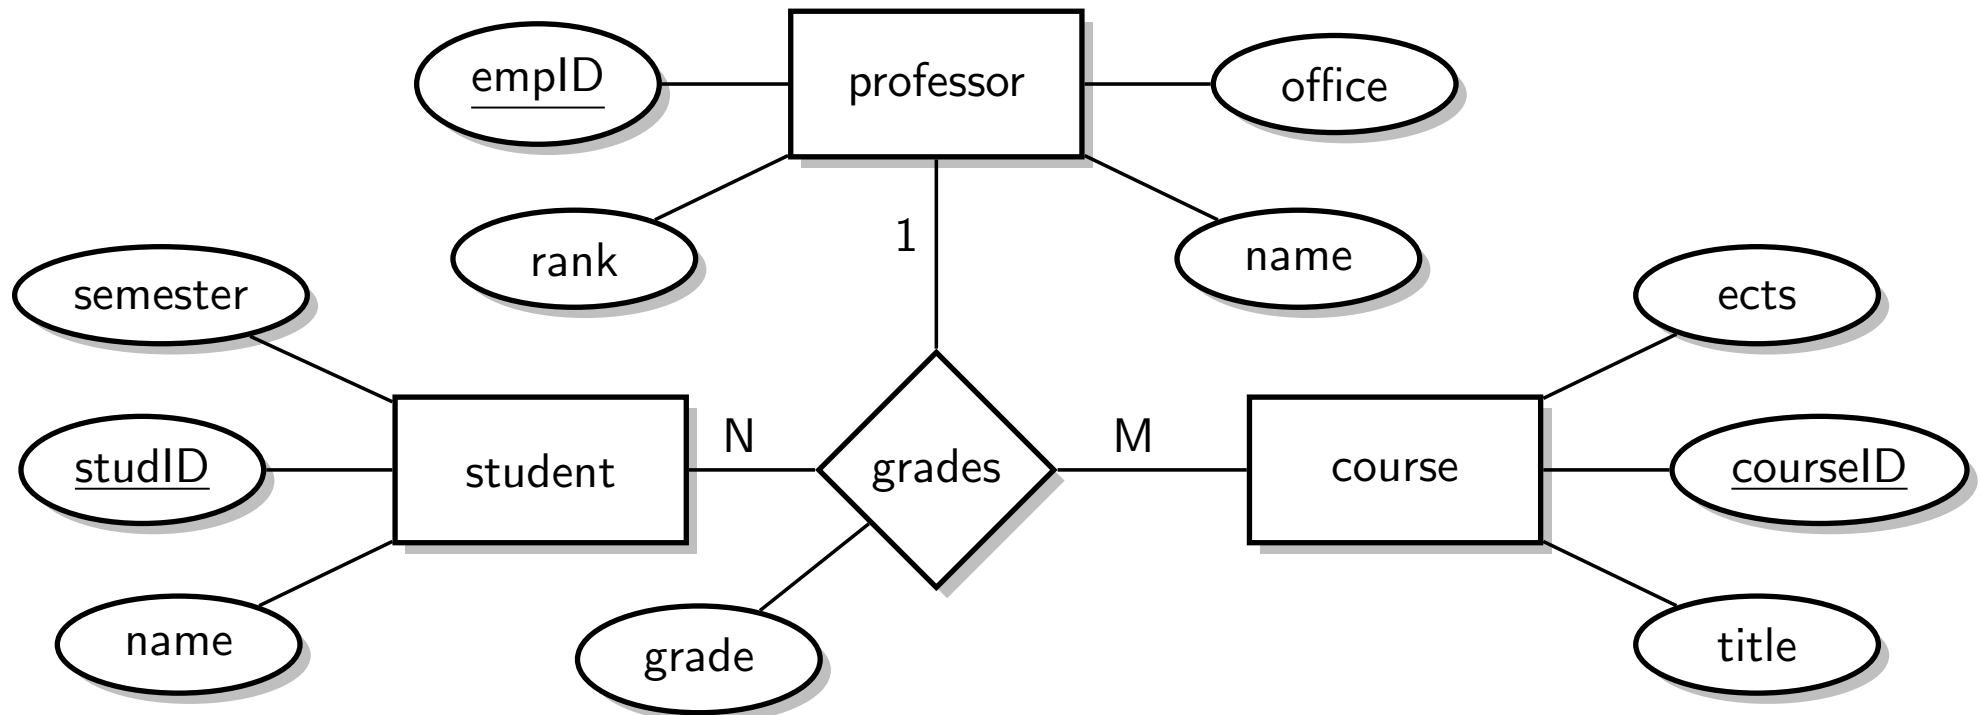 empID
professor
office
rank
1
name
semester
ects
studID
student
N
grades
M
course
courseID
name
grade
title